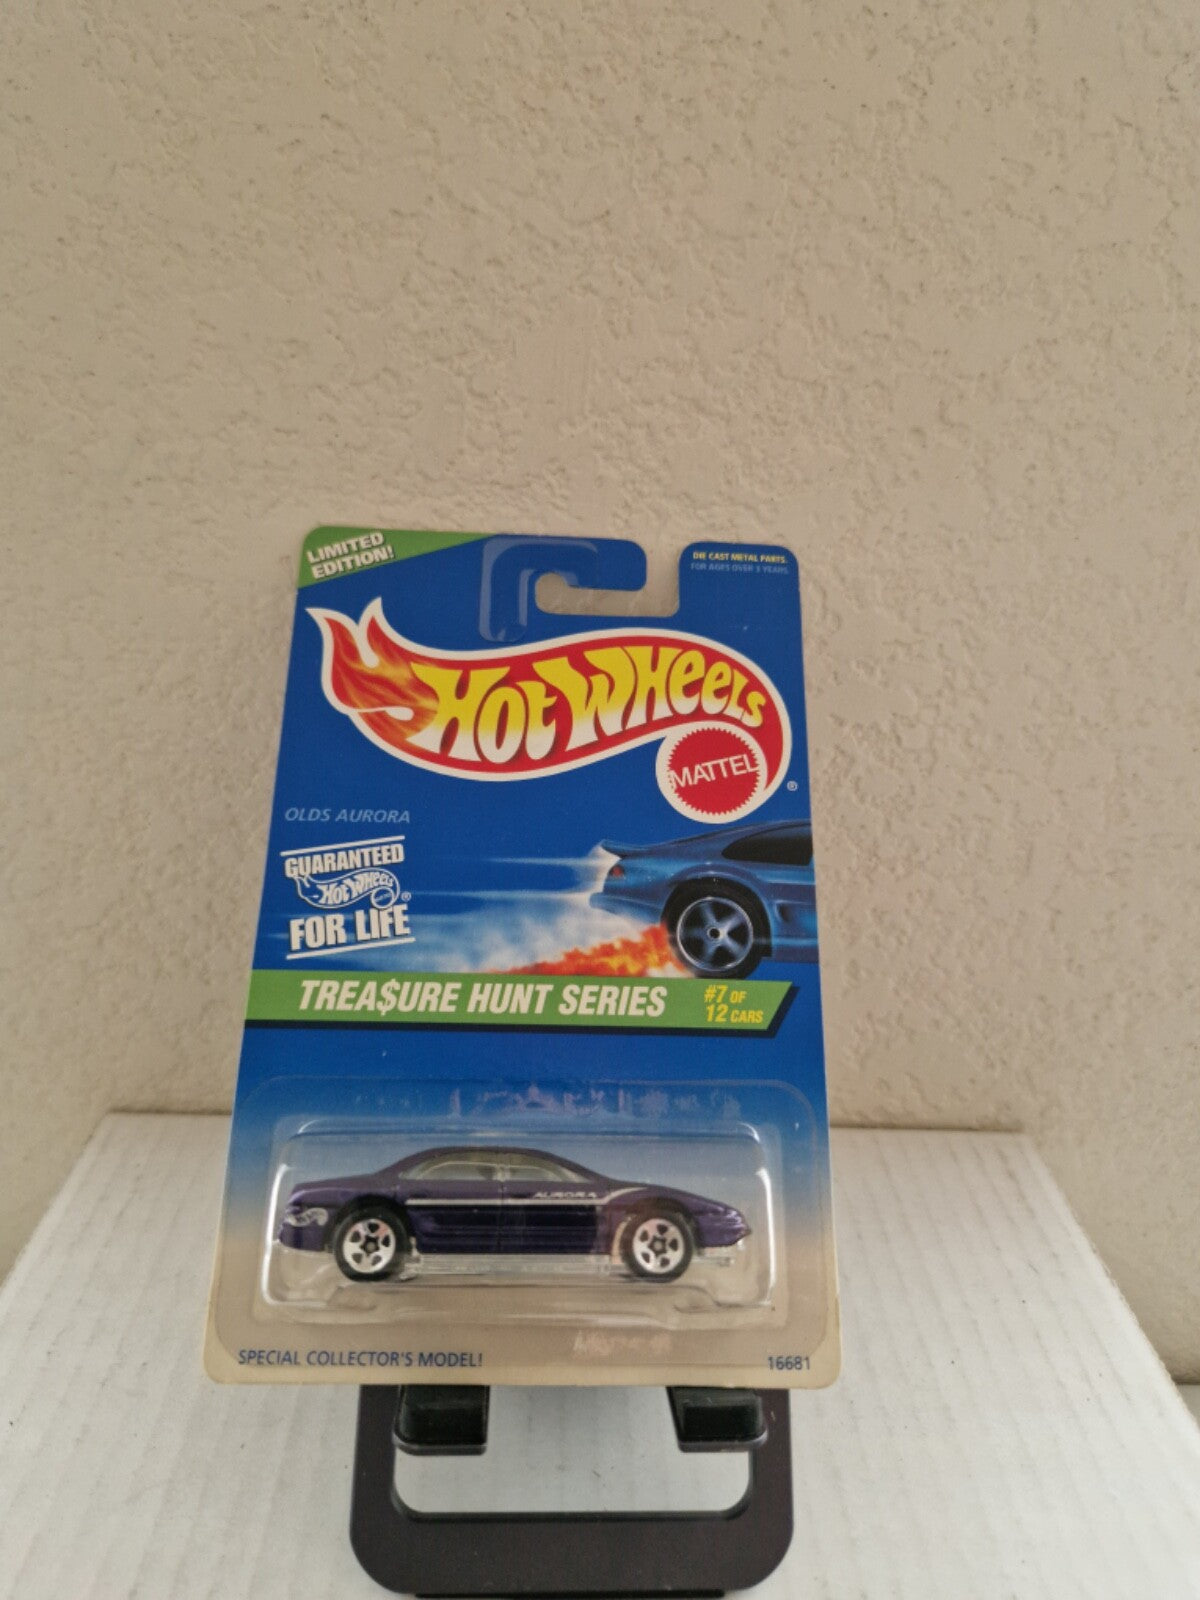 LIMITED
EDITION!
DIE CAST METAL PARTS.
FOR AGES OVER 3 YEARS.
HOT WHEELS
MATTEL
®
OLDS AURORA
GUARANTEED
HOT WHEELS®
FOR LIFE
TREA$URE HUNT SERIES
#7 OF
12 CARS
AURORA
SPECIAL COLLECTOR'S MODEL!
16681